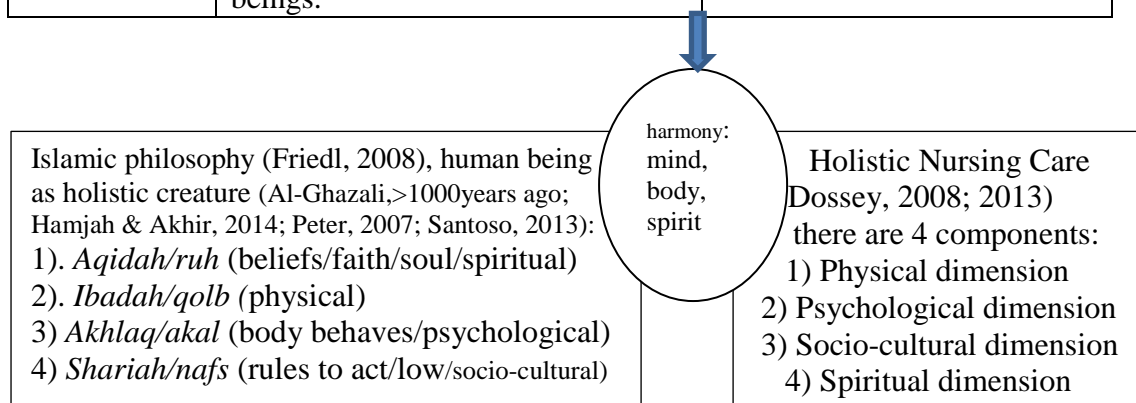 beings.
harmony:
mind,
body,
spirit
Islamic philosophy (Friedl, 2008), human being
as holistic creature (Al-Ghazali,>1000years ago;
Hamjah & Akhir, 2014; Peter, 2007; Santoso, 2013):
1). Aqidah/ruh (beliefs/faith/soul/spiritual)
2). Ibadah/qolb (physical)
3) Akhlaq/akal (body behaves/psychological)
4) Shariah/nafs (rules to act/low/socio-cultural)
Holistic Nursing Care
Dossey, 2008; 2013)
there are 4 components:
1) Physical dimension
2) Psychological dimension
3) Socio-cultural dimension
4) Spiritual dimension